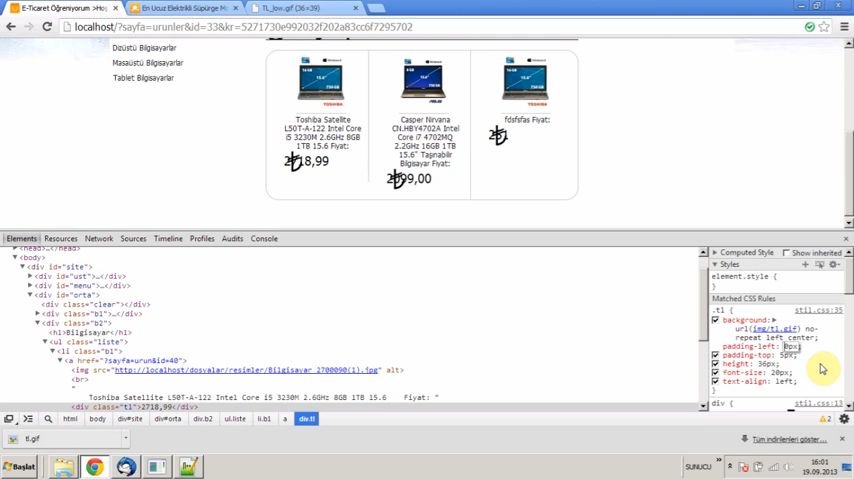 E-Ticaret Öğreniyorum >Hoş
En Ucuz Elektrikli Süpürge M
TL_low.gif (36×39)
localhost/?sayfa=urunler&id=33&kr=5271730e992032f202a83cc6f7295702
Dizüstü Bilgisayarlar
Masaüstü Bilgisayarlar
Tablet Bilgisayarlar
Toshiba Satellite
L50T-A-122 Intel Core
i5 3230M 2.6GHz 8GB
1TB 15.6 Fiyat:
2718,99
Casper Nirvana
CN.HBY4702A Intel
Core i7 4702MQ
2.2GHz 16GB 1TB
15.6" Taşınabilir
Bilgisayar Fiyat:
2099,00
fdsfsfas Fiyat:
251
Elements Resources Network Sources Timeline Profiles Audits Console
<head>…</head>
<body>
<div id="site">
<div id="ust">…</div>
<div id="menu">…</div>
<div id="orta">
<div class="clear"></div>
<div class="b1">…</div>
<div class="b2">
<h1>Bilgisayar</h1>
<ul class="liste">
<li class="b1">
<a href="?sayfa=urun&id=40">
<img src="http://localhost/dosyalar/resimler/Bilgisayar_2700090(1).jpg" alt>
<br>
"
Toshiba Satellite L50T-A-122 Intel Core i5 3230M 2.6GHz 8GB 1TB 15.6 Fiyat: "
<div class="tl">2718,99</div>
html body div#site div#orta div.b2 ul.liste li.b1 a div.tl
Computed Style Show inherited
Styles
element.style {
}
Matched CSS Rules
.tl { stil.css:35
background:
url(img/tl.gif) no-
repeat left center;
padding-left: 0px;
padding-top: 5px;
height: 36px;
font-size: 20px;
text-align: left;
}
div { stil.css:13
2
tl.gif
Tüm indirilenleri göster...
Başlat
SUNUCU
16:01
19.09.2013